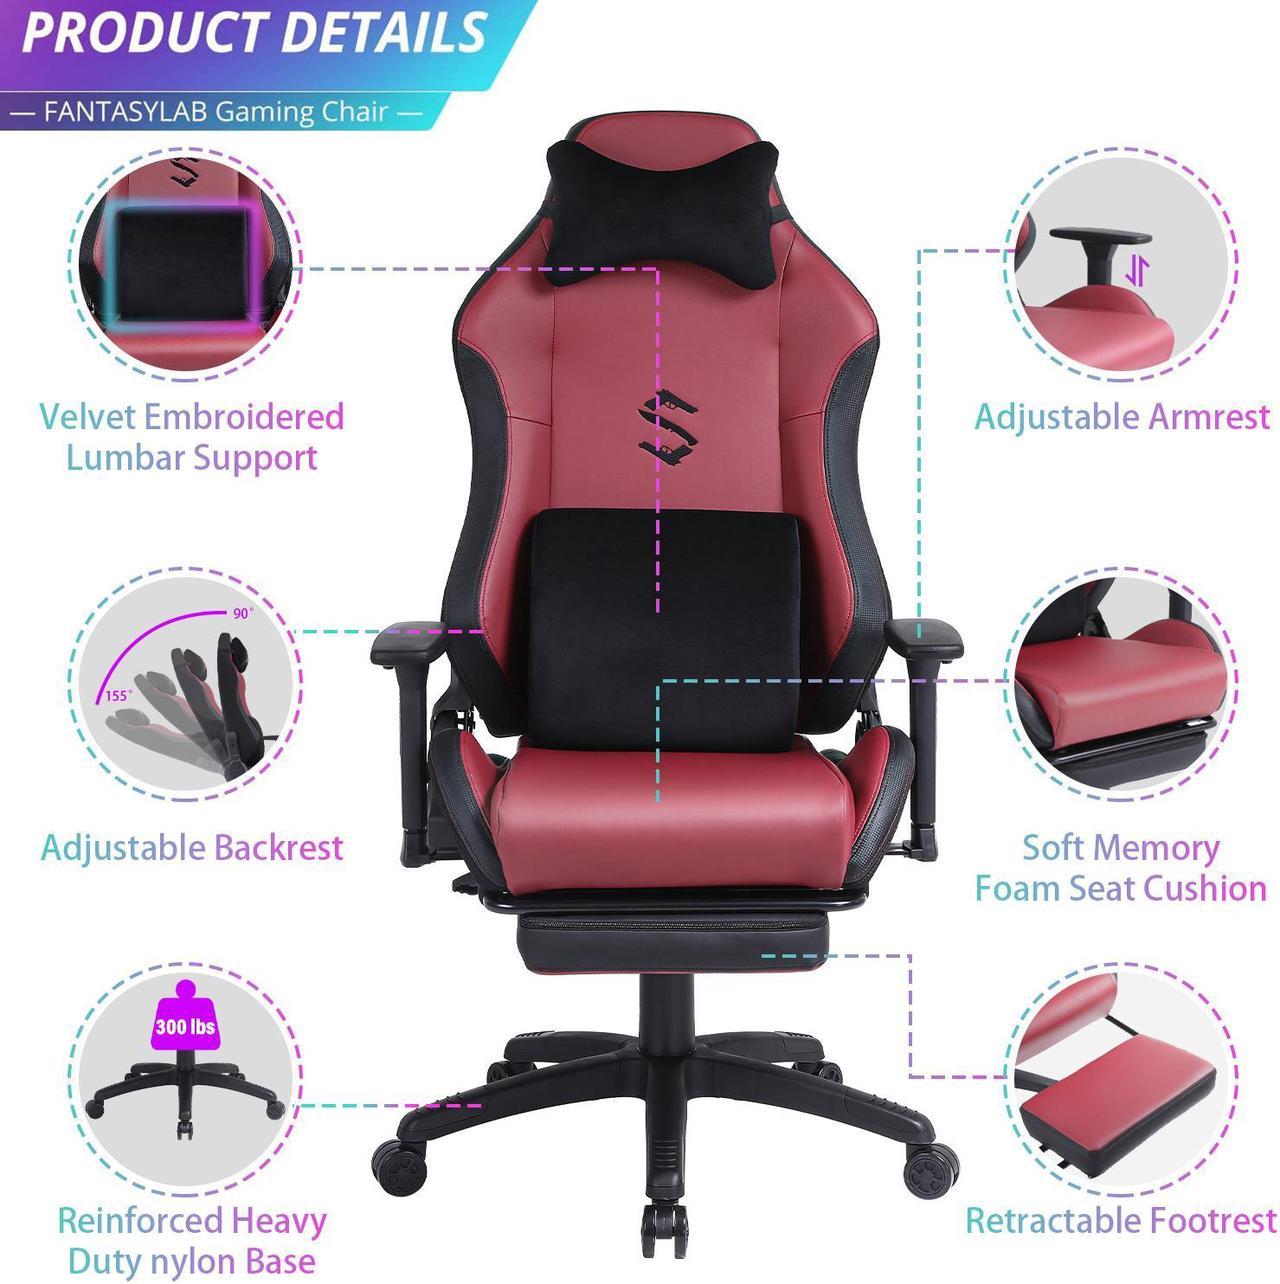 PRODUCT DETAILS
— FANTASYLAB Gaming Chair —
Velvet Embroidered
Lumbar Support
Adjustable Armrest
90°
155°
Adjustable Backrest
Soft Memory
Foam Seat Cushion
300 lbs
Reinforced Heavy
Duty nylon Base
Retractable Footrest